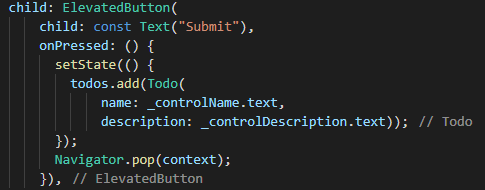 child: ElevatedButton(
    child: const Text("Submit"),
    onPressed: () {
      setState(() {
        todos.add(Todo(
            name: _controlName.text,
            description: _controlDescription.text)); // Todo
      });
      Navigator.pop(context);
    }), // ElevatedButton